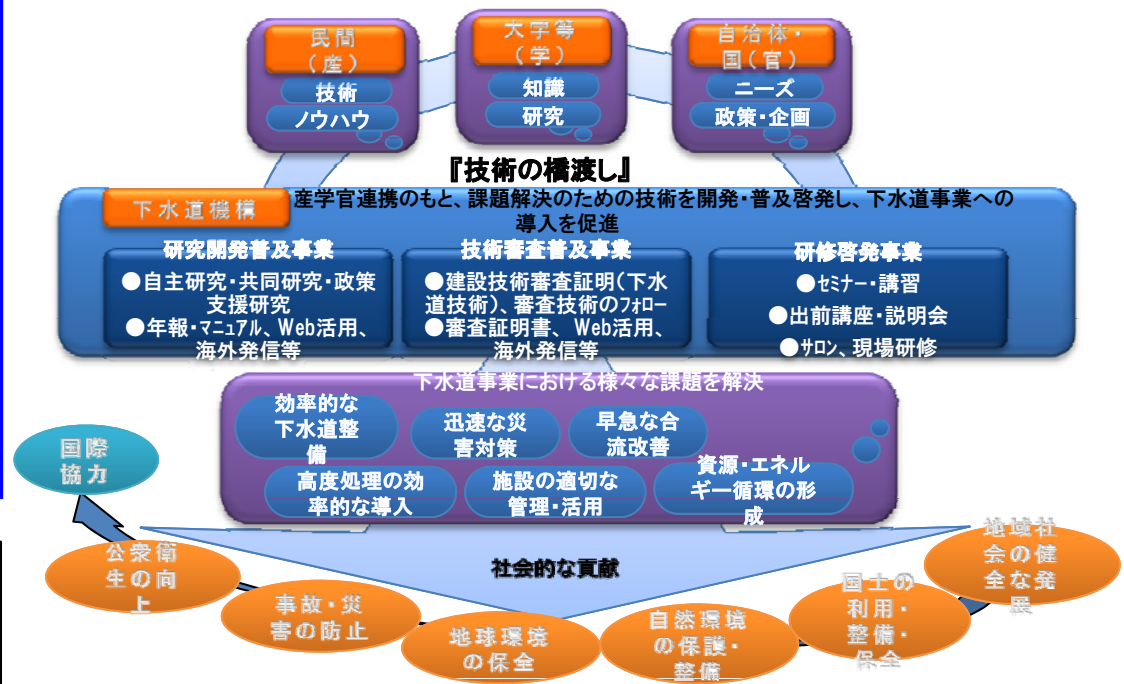 民間
(産)
技術
ノウハウ
大学等
(学)
知識
研究
自治体・
国(官)
ニーズ
政策・企画
『技術の橋渡し』
下水道機構
産学官連携のもと、課題解決のための技術を開発・普及啓発し、下水道事業への
導入を促進
研究開発普及事業
●自主研究・共同研究・政策
支援研究
●年報・マニュアル、Web活用、
海外発信等
技術審査普及事業
●建設技術審査証明(下水
道技術)、審査技術のフォロー
●審査証明書、Web活用、
海外発信等
研修啓発事業
●セミナー・講習
●出前講座・説明会
●サロン、現場研修
下水道事業における様々な課題を解決
効率的な
下水道整
備
迅速な災
害対策
早急な合
流改善
高度処理の効
率的な導入
施設の適切な
管理・活用
資源・エネル
ギー循環の形
成
国際
協力
社会的な貢献
公衆衛
生の向
上
事故・災
害の防止
地球環境
の保全
自然環境
の保護・
整備
国土の
利用・
整備・
保全
地域社
会の健
全な発
展